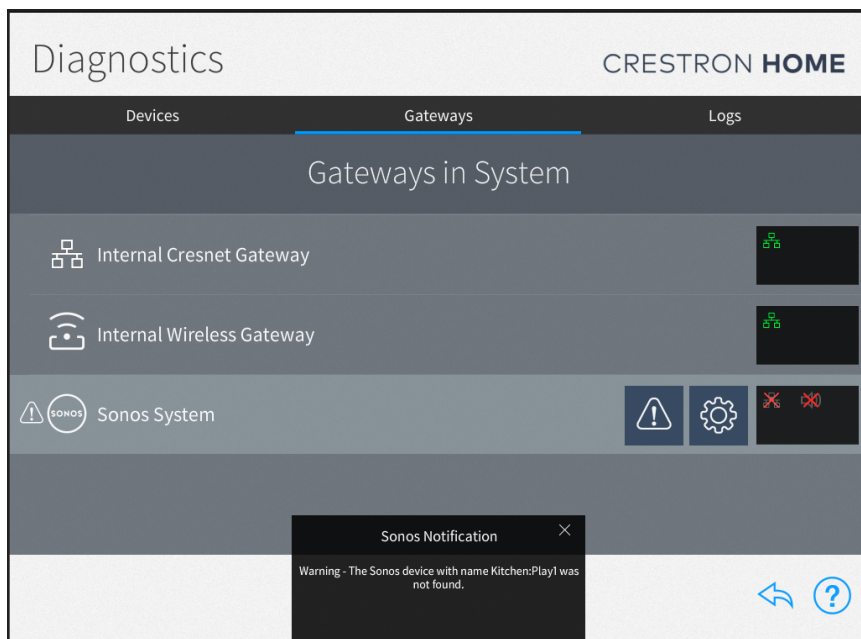 Diagnostics
CRESTRON HOME
Devices
Gateways
Logs
Gateways in System
Internal Cresnet Gateway
Internal Wireless Gateway
SONOS
Sonos System
Sonos Notification
Warning - The Sonos device with name Kitchen:Play1 was
not found.
?